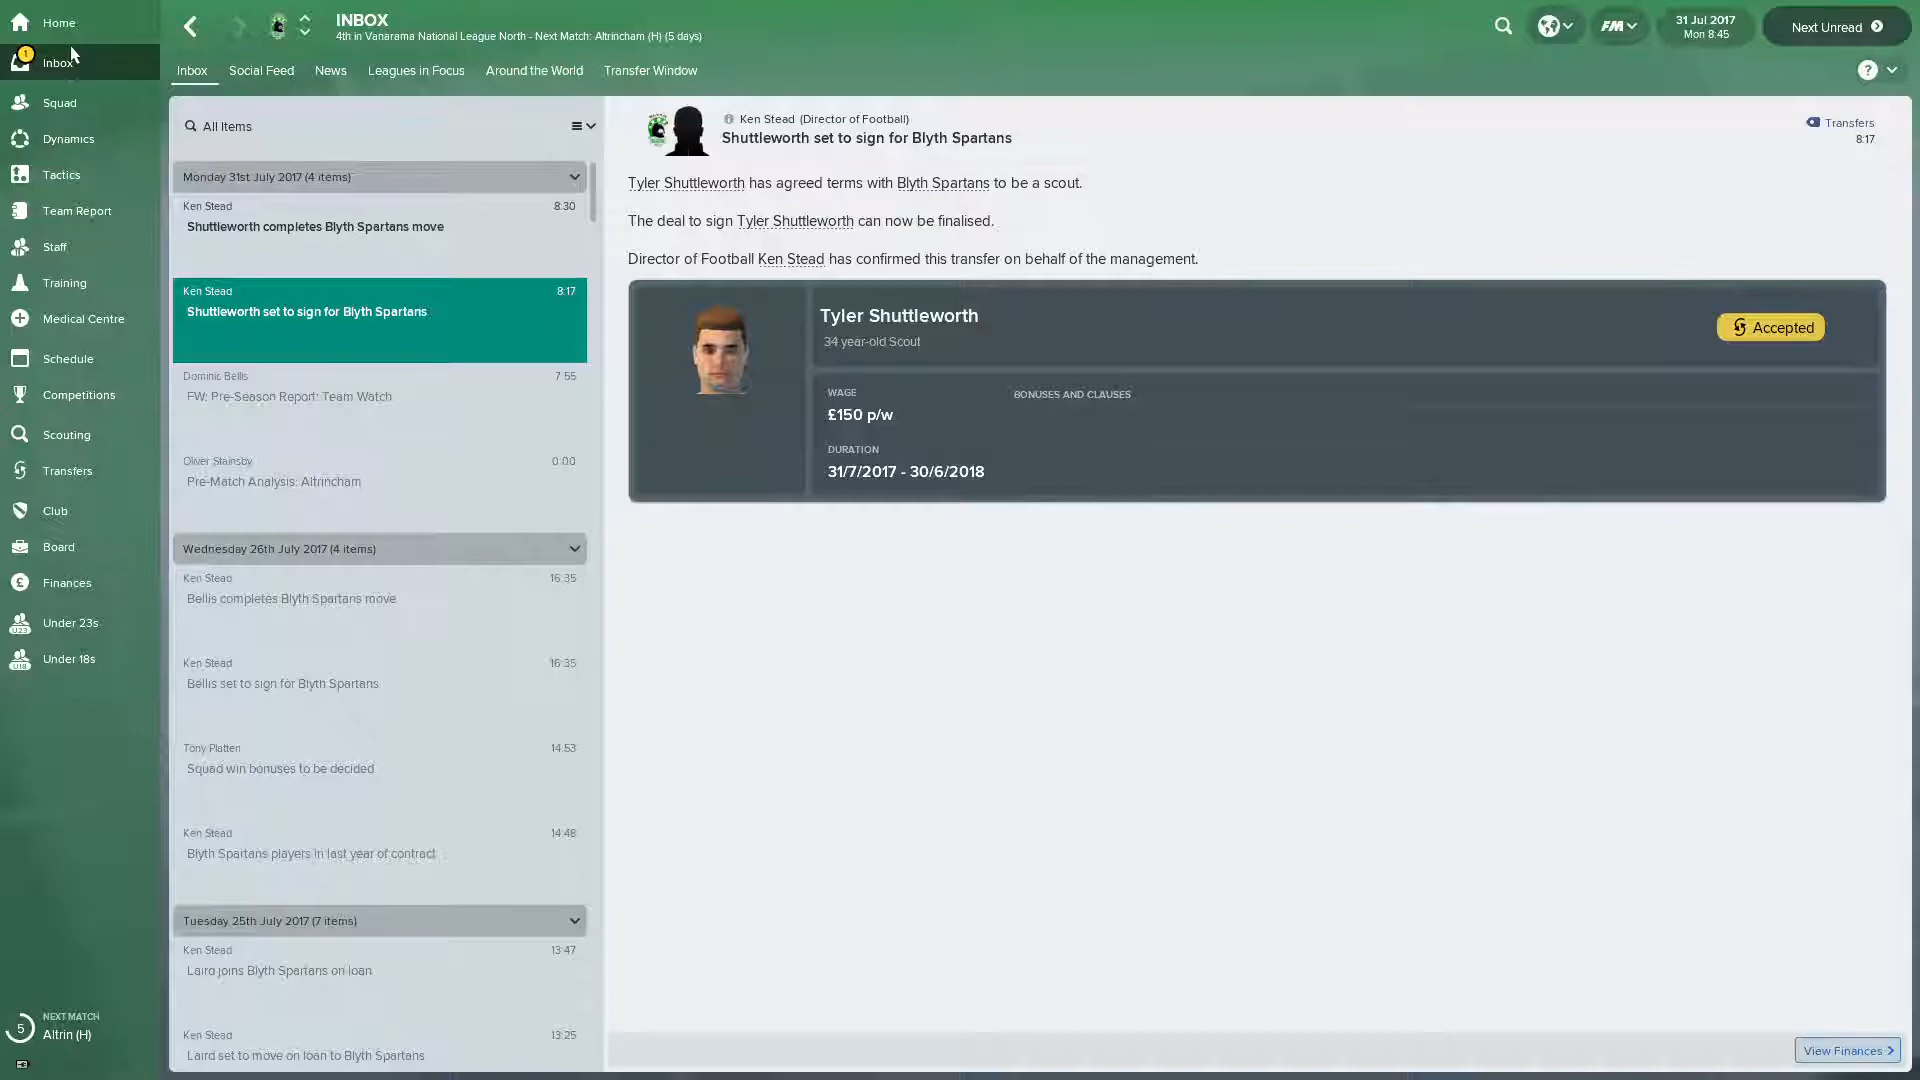 Home
1
Inbox
Squad
Dynamics
Tactics
Team Report
Staff
Training
Medical Centre
Schedule
Competitions
Scouting
Transfers
Club
Board
£
Finances
U23
Under 23s
U18
Under 18s
5
NEXT MATCH
Altrin (H)
INBOX
4th in Vanarama National League North - Next Match: Altrincham (H) (5 days)
FM
31 Jul 2017
Mon 8:45
Next Unread
Inbox
Social Feed
News
Leagues in Focus
Around the World
Transfer Window
?
All Items
Monday 31st July 2017 (4 items)
Ken Stead 8:30
Shuttleworth completes Blyth Spartans move
Ken Stead 8:17
Shuttleworth set to sign for Blyth Spartans
Dominic Bellis 7:55
FW: Pre-Season Report: Team Watch
Oliver Stainsby 0:00
Pre-Match Analysis: Altrincham
Wednesday 26th July 2017 (4 items)
Ken Stead 16:35
Bellis completes Blyth Spartans move
Ken Stead 16:35
Bellis set to sign for Blyth Spartans
Tony Platten 14:53
Squad win bonuses to be decided
Ken Stead 14:48
Blyth Spartans players in last year of contract
Tuesday 25th July 2017 (7 items)
Ken Stead 13:47
Laird joins Blyth Spartans on loan
Ken Stead 13:25
Laird set to move on loan to Blyth Spartans
Ken Stead (Director of Football)
Shuttleworth set to sign for Blyth Spartans
Transfers
8:17
Tyler Shuttleworth has agreed terms with Blyth Spartans to be a scout.
The deal to sign Tyler Shuttleworth can now be finalised.
Director of Football Ken Stead has confirmed this transfer on behalf of the management.
Tyler Shuttleworth
34 year-old Scout
Accepted
WAGE
£150 p/w
BONUSES AND CLAUSES
DURATION
31/7/2017 - 30/6/2018
View Finances